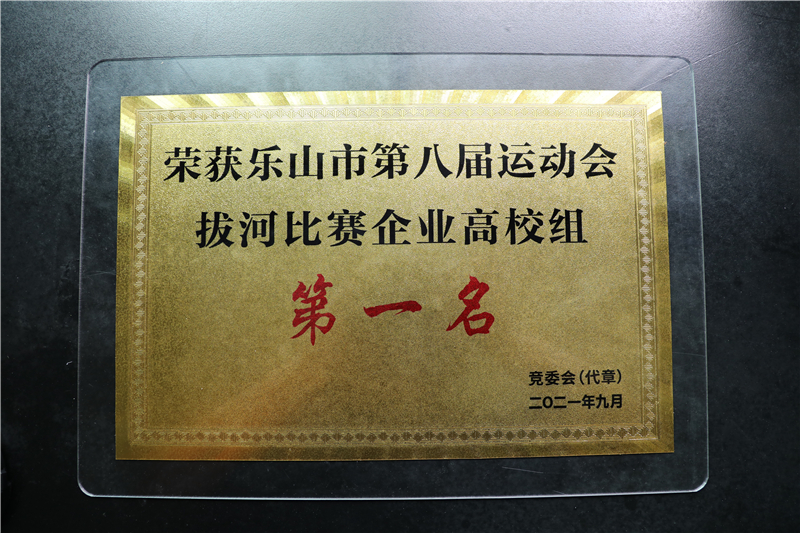 荣获乐山市第八届运动会
拔河比赛企业高校组
第一名
竞委会(代章)
二〇二一年九月